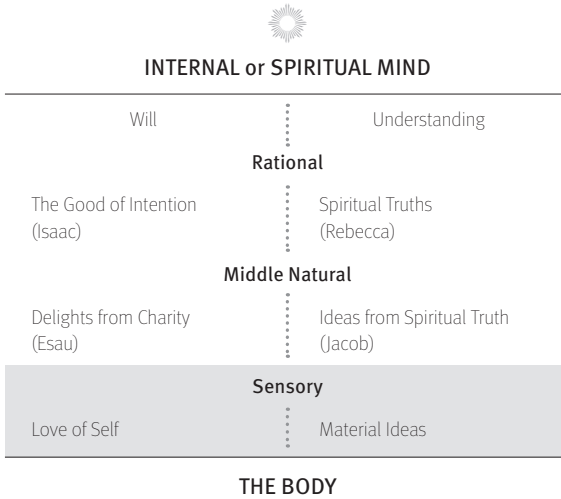 INTERNAL or SPIRITUAL MIND
Will
Understanding
Rational
The Good of Intention
(Isaac)
Spiritual Truths
(Rebecca)
Middle Natural
Delights from Charity
(Esau)
Ideas from Spiritual Truth
(Jacob)
Sensory
Love of Self
Material Ideas
THE BODY